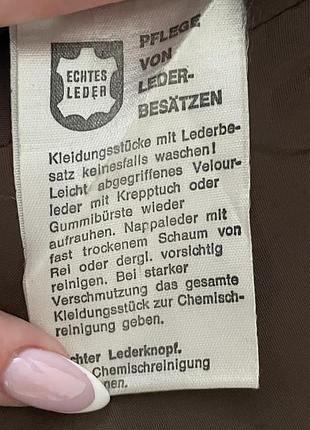 ECHTES
LEDER
PFLEGE
VON
LEDER-
BESÄTZEN
Kleidungsstücke mit Lederbe-
satz keinesfalls waschen!
Leicht abgegriffenes Velour-
leder mit Krepptuch oder
Gummibürste wieder
aufrauhen. Nappaleder mit
fast trockenem Schaum von
Rei oder dergl. vorsichtig
reinigen. Bei starker
Verschmutzung das gesamte
Kleidungsstück zur Chemisch-
reinigung geben.
Lederknopf.
Chemischreinigung